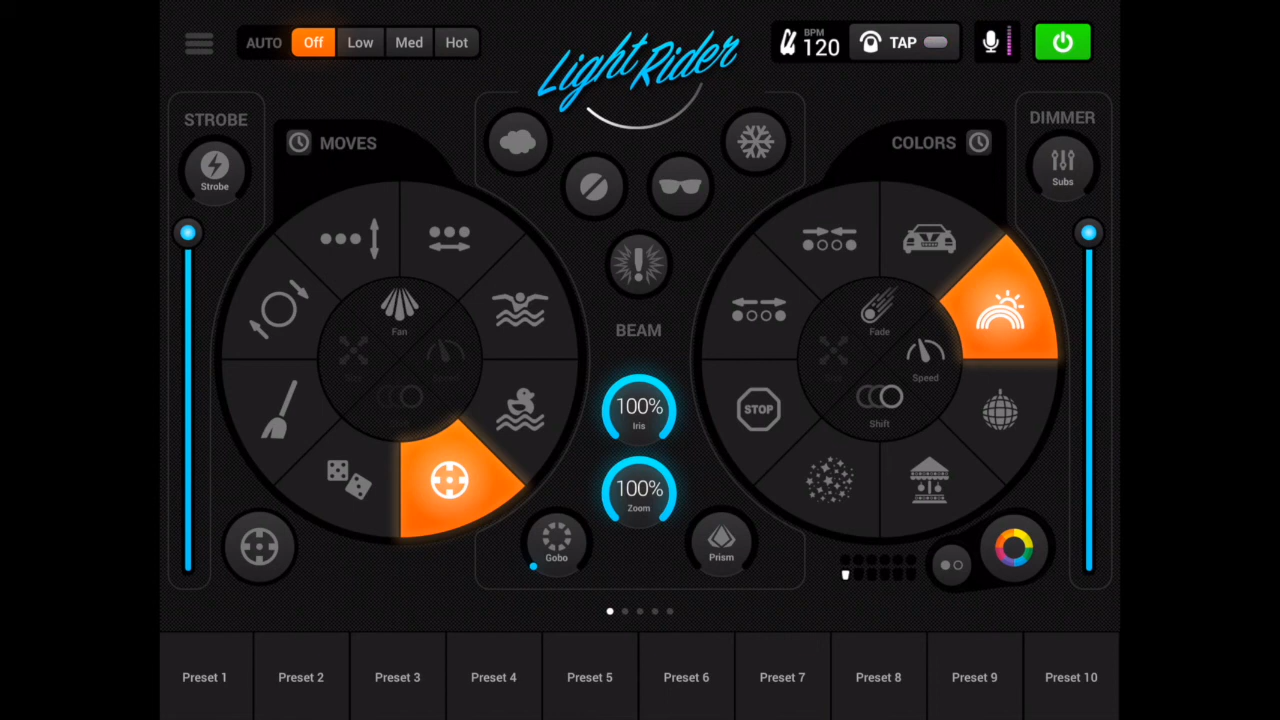 AUTO Off Low Med Hot
Light Rider
BPM
120
TAP
STROBE
Strobe
MOVES
COLORS
DIMMER
Subs
Fan
Fade
Speed
Shift
STOP
BEAM
100%
Iris
100%
Zoom
Gobo
Prism
Preset 1 Preset 2 Preset 3 Preset 4 Preset 5 Preset 6 Preset 7 Preset 8 Preset 9 Preset 10